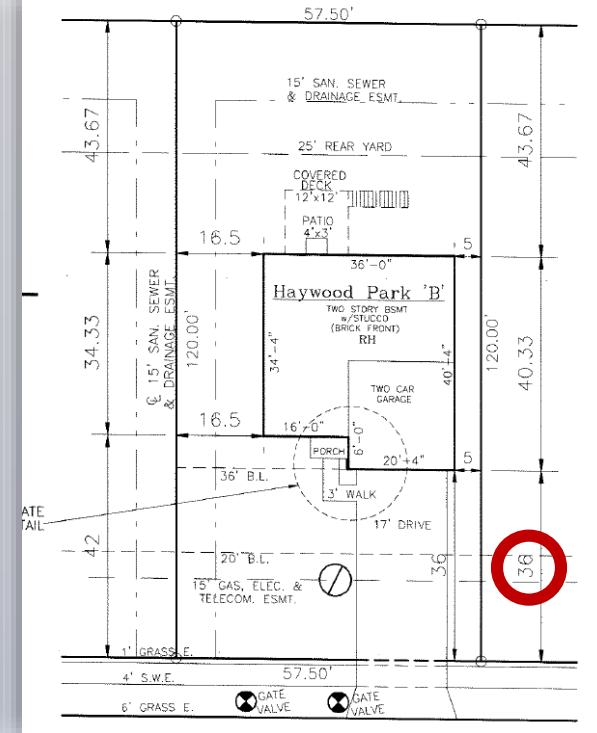 57.50'
15' SAN. SEWER
& DRAINAGE ESMT.
43.67
43.67
25' REAR YARD
COVERED
DECK
12'x12'
PATIO
4'x3'
16.5
5
36'-0"
Haywood Park 'B'
TWO STORY BSMT
w/STUCCO
(BRICK FRONT)
RH
34.33
℄ 15' SAN. SEWER
& DRAINAGE ESMT.
120.00'
34'-4"
40'-4"
120.00'
40.33
TWO CAR
GARAGE
16.5
16'-0"
6'-0"
PORCH
20'-4"
5
36' B.L.
3' WALK
ATE
TAIL
17' DRIVE
42
20' B.L.
36
36
15' GAS, ELEC. &
TELECOM. ESMT.
1' GRASS E.
4' S.W.E.
57.50'
6' GRASS E.
GATE
VALVE
GATE
VALVE